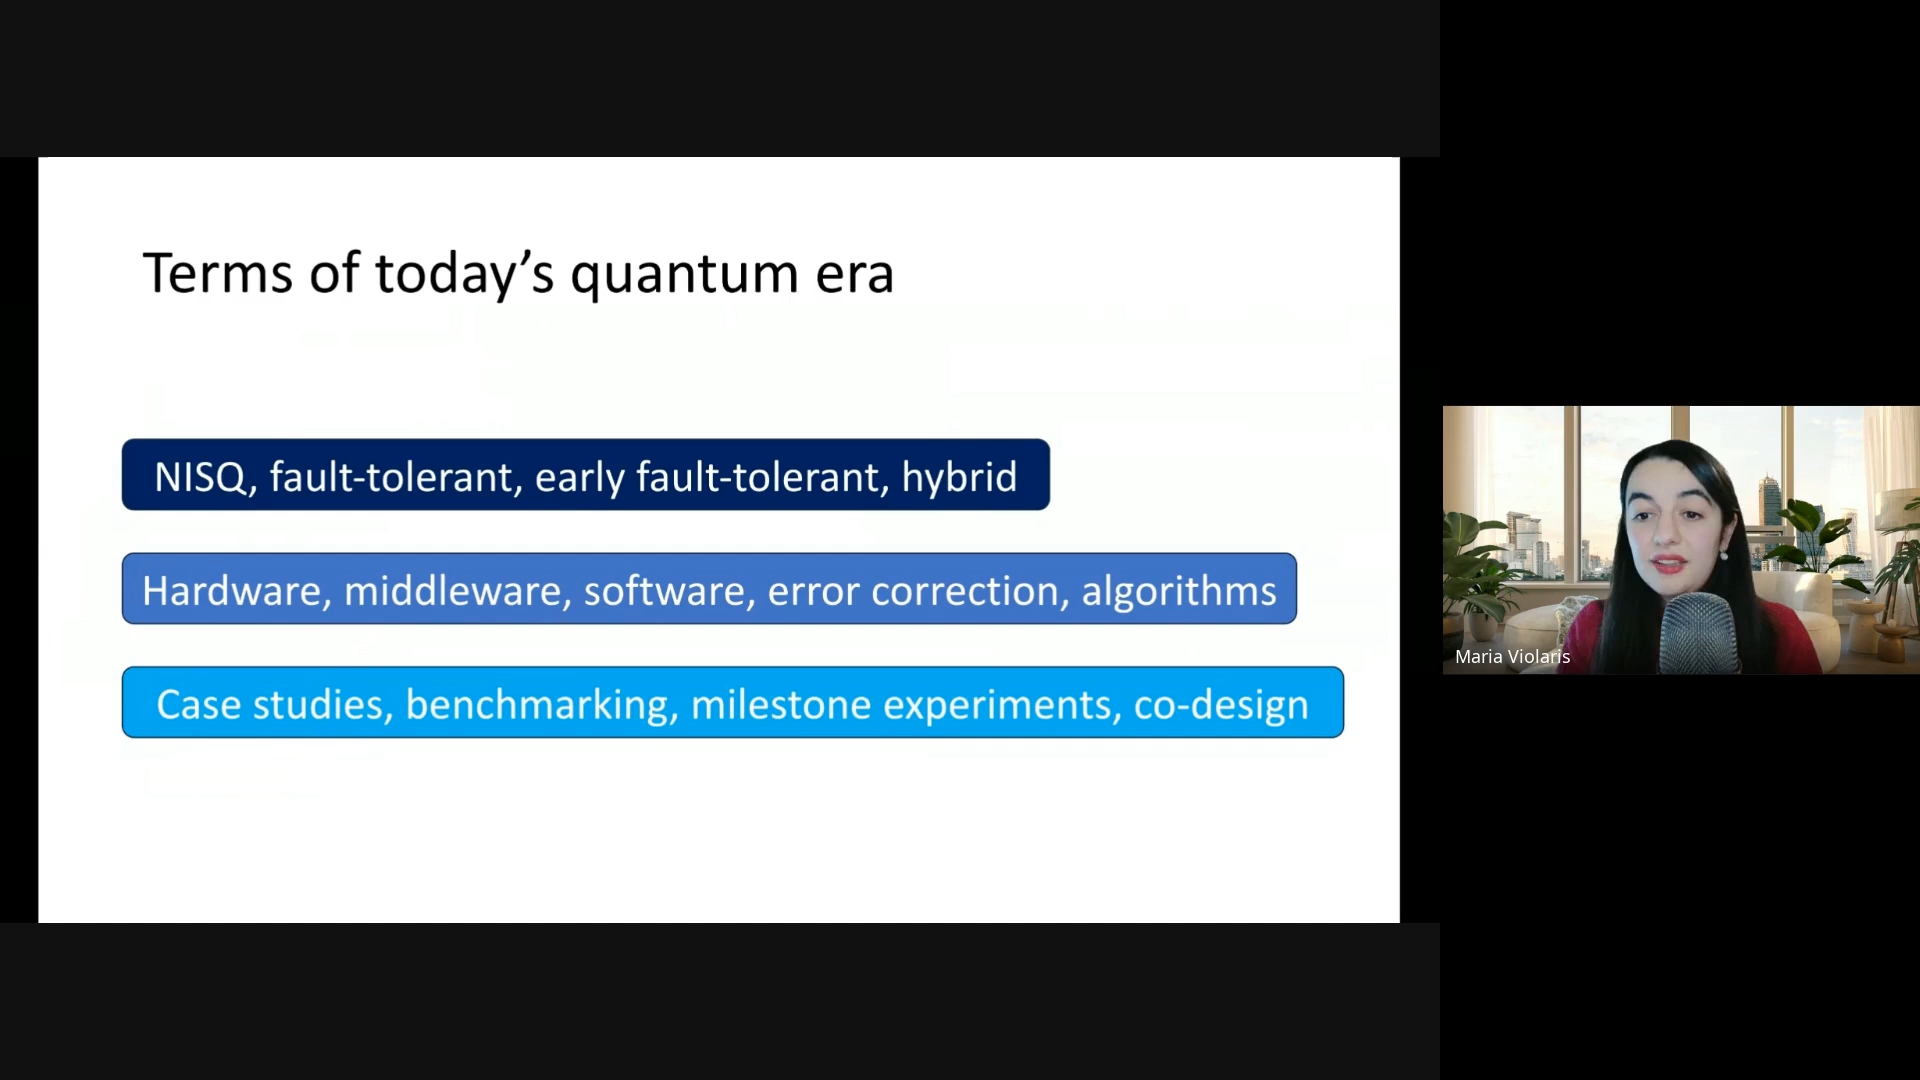 Terms of today’s quantum era
NISQ, fault-tolerant, early fault-tolerant, hybrid
Hardware, middleware, software, error correction, algorithms
Case studies, benchmarking, milestone experiments, co-design
Maria Violaris